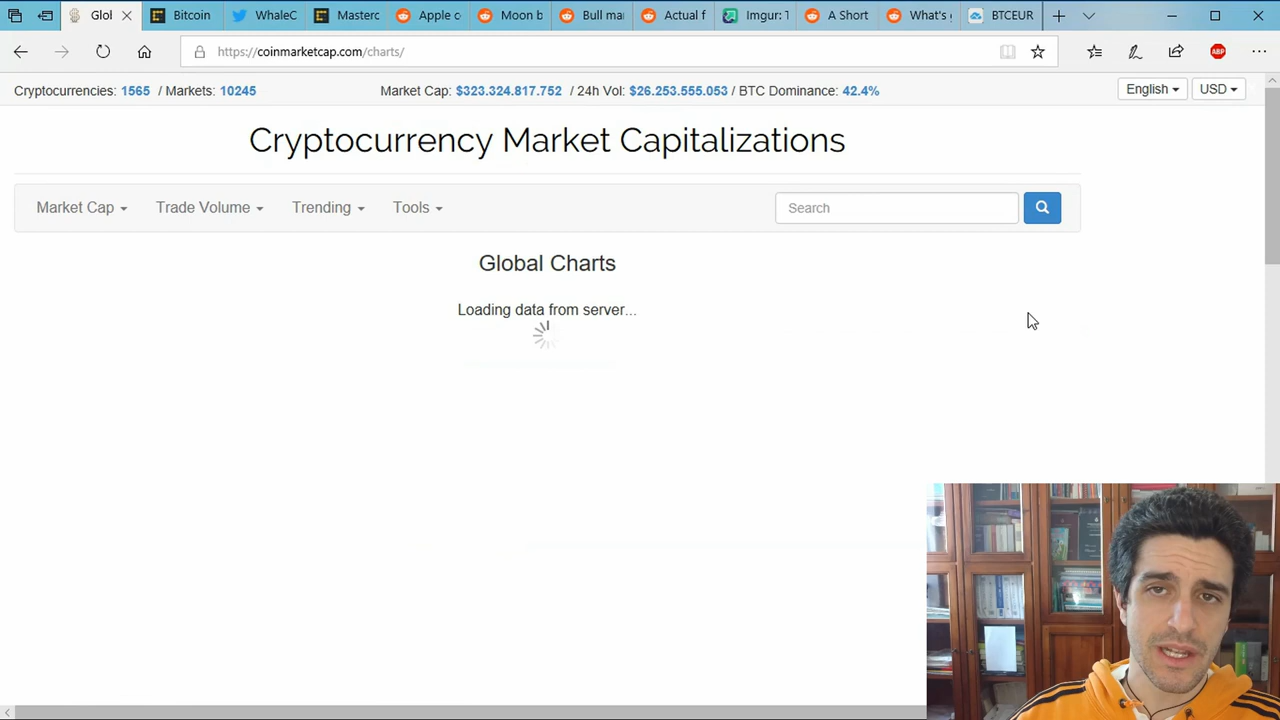 Glol
Bitcoin
WhaleC
Masterc
Apple c
Moon b
Bull ma
Actual f
Imgur: T
A Short
What's
BTCEUR
https://coinmarketcap.com/charts/
ABP
Cryptocurrencies: 1565 / Markets: 10245
Market Cap: $323.324.817.752 / 24h Vol: $26.253.555.053 / BTC Dominance: 42.4%
English
USD
Cryptocurrency Market Capitalizations
Market Cap
Trade Volume
Trending
Tools
Search
Global Charts
Loading data from server...